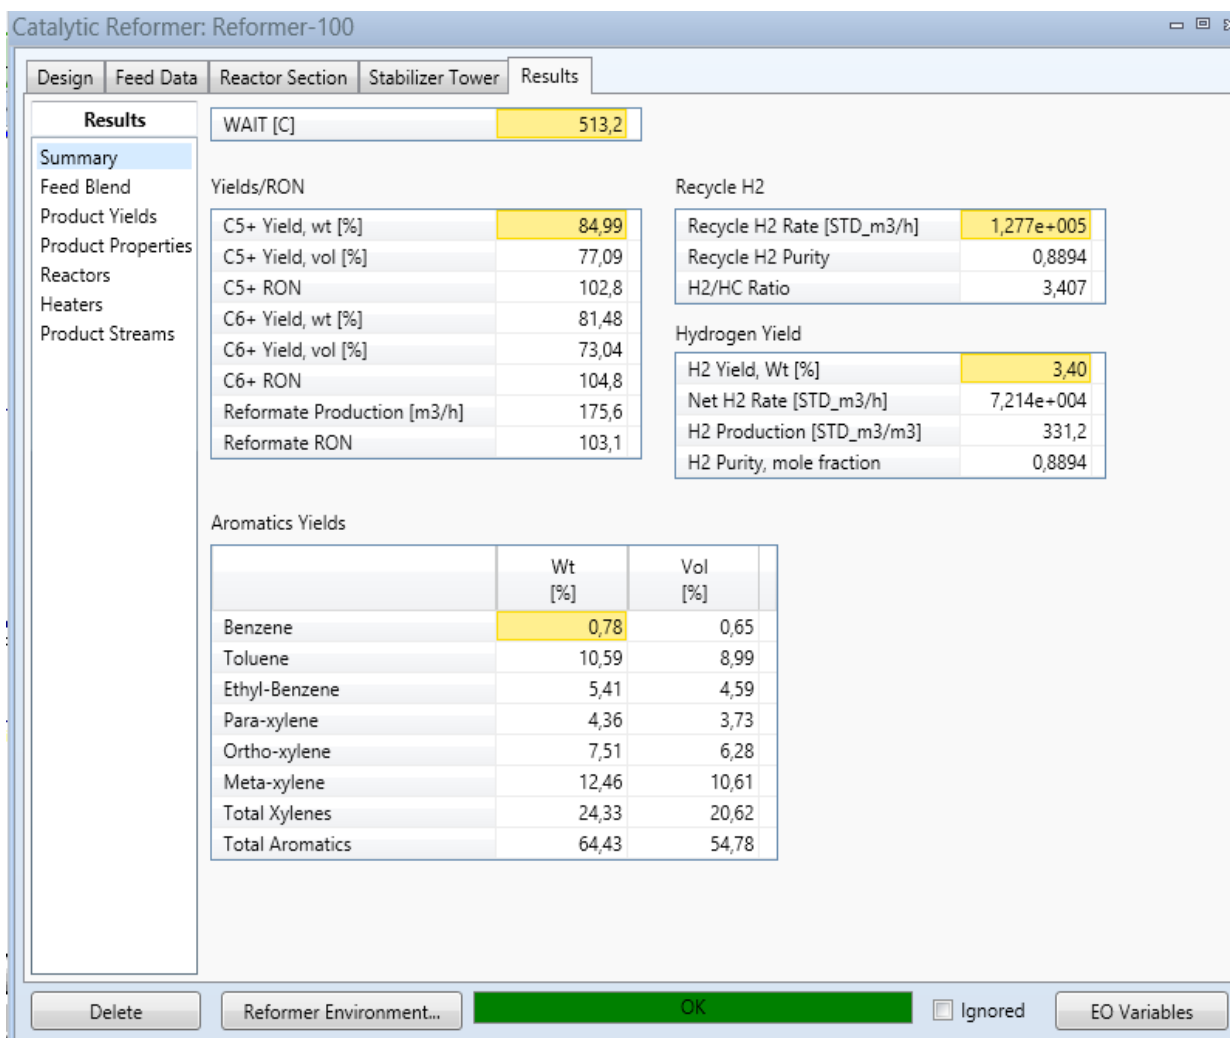 Catalytic Reformer: Reformer-100
Design Feed Data Reactor Section Stabilizer Tower Results
Results
Summary
Feed Blend
Product Yields
Product Properties
Reactors
Heaters
Product Streams
WAIT [C] 513,2
Yields/RON
C5+ Yield, wt [%] 84,99
C5+ Yield, vol [%] 77,09
C5+ RON 102,8
C6+ Yield, wt [%] 81,48
C6+ Yield, vol [%] 73,04
C6+ RON 104,8
Reformate Production [m3/h] 175,6
Reformate RON 103,1
Recycle H2
Recycle H2 Rate [STD_m3/h] 1,277e+005
Recycle H2 Purity 0,8894
H2/HC Ratio 3,407
Hydrogen Yield
H2 Yield, Wt [%] 3,40
Net H2 Rate [STD_m3/h] 7,214e+004
H2 Production [STD_m3/m3] 331,2
H2 Purity, mole fraction 0,8894
Aromatics Yields
Wt Vol
[%] [%]
Benzene 0,78 0,65
Toluene 10,59 8,99
Ethyl-Benzene 5,41 4,59
Para-xylene 4,36 3,73
Ortho-xylene 7,51 6,28
Meta-xylene 12,46 10,61
Total Xylenes 24,33 20,62
Total Aromatics 64,43 54,78
Delete Reformer Environment... OK Ignored EO Variables